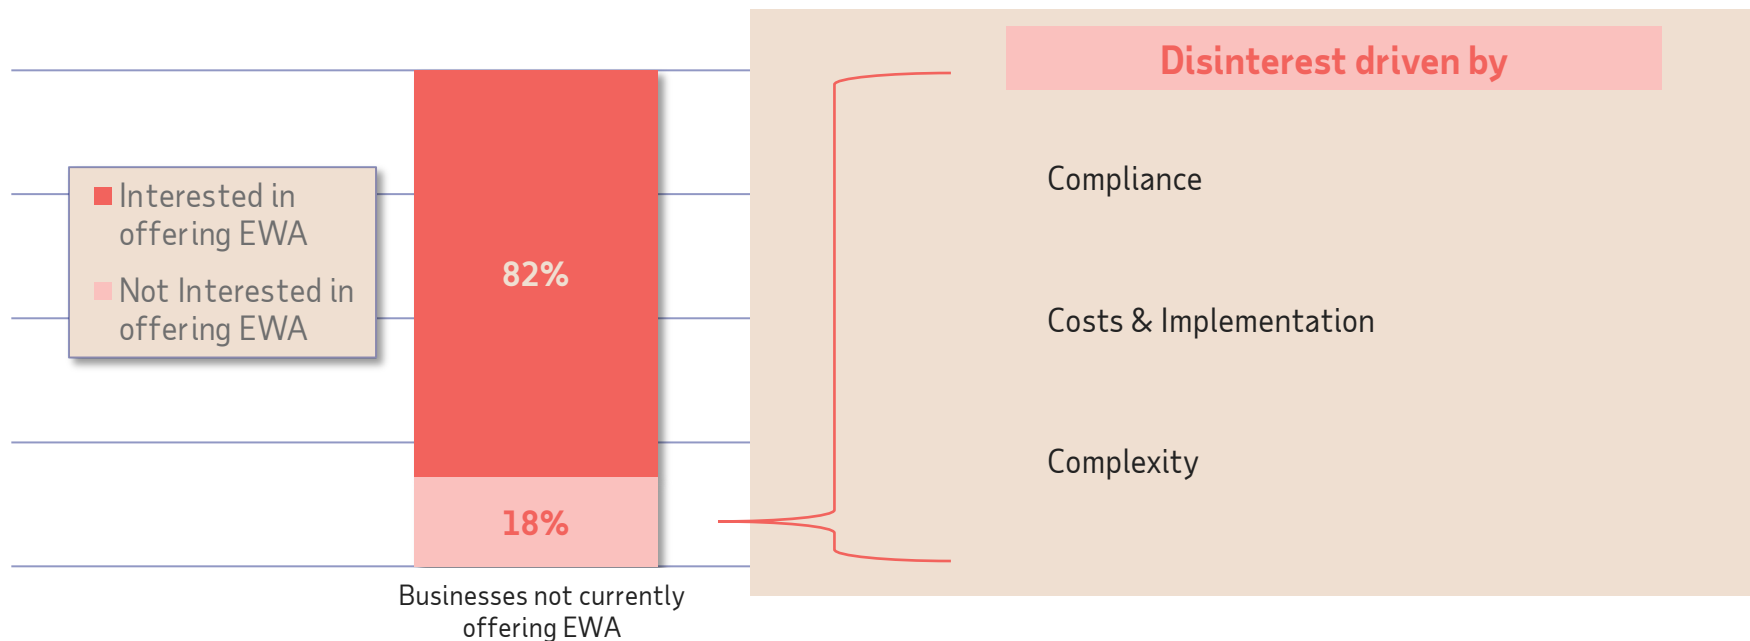 Interested in
offering EWA
Not Interested in
offering EWA
82%
18%
Businesses not currently
offering EWA
Disinterest driven by
Compliance
Costs & Implementation
Complexity